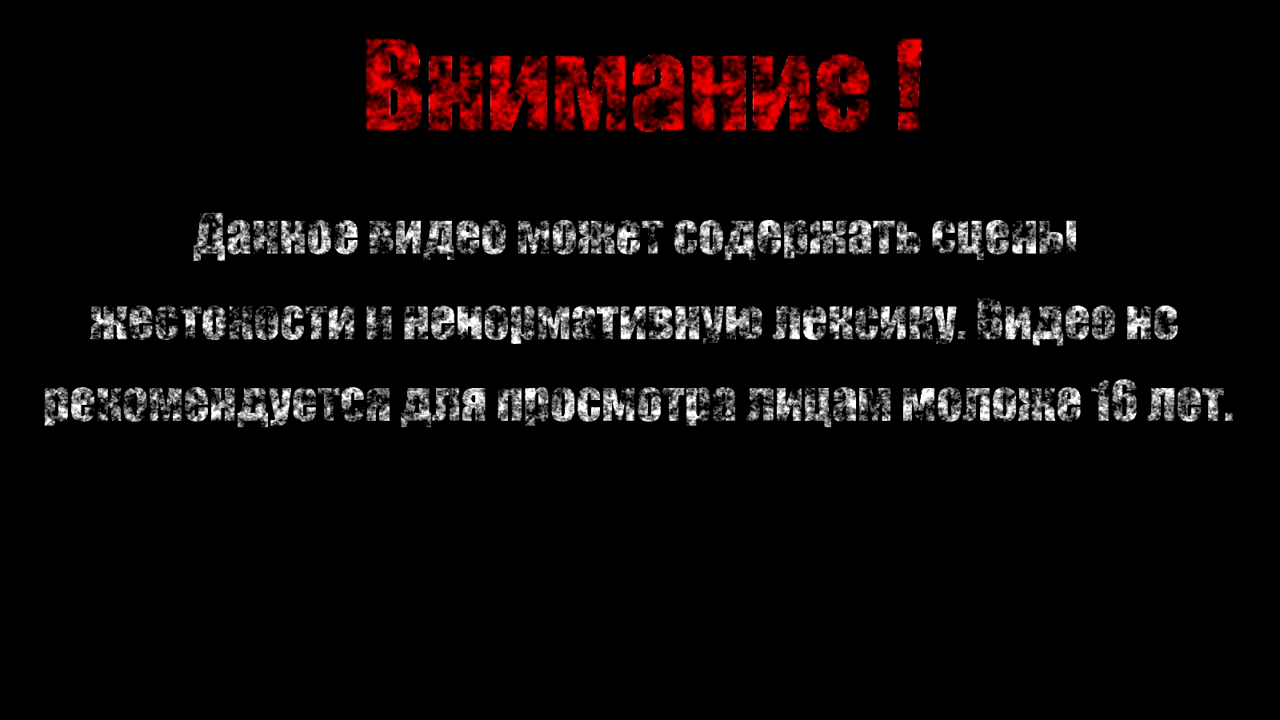 Внимание !
Данное видео может содержать сцены
жестокости и ненормативную лексику. Видео не
рекомендуется для просмотра лицам моложе 16 лет.